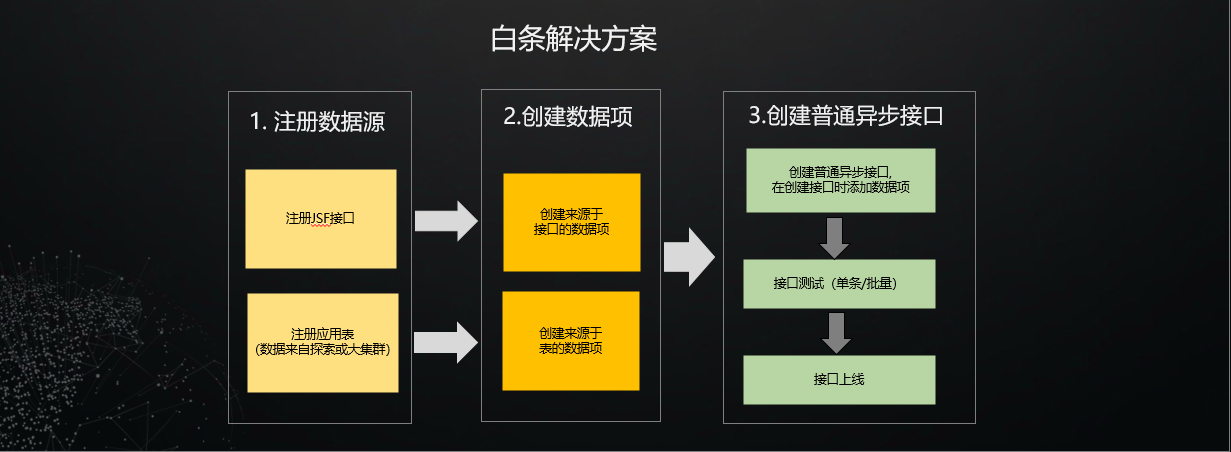 白条解决方案
1. 注册数据源
注册JSF接口
注册应用表
（数据来自探索或大集群）
2.创建数据项
创建来源于
接口的数据项
创建来源于
表的数据项
3.创建普通异步接口
创建普通异步接口,
在创建接口时添加数据项
接口测试（单条/批量）
接口上线